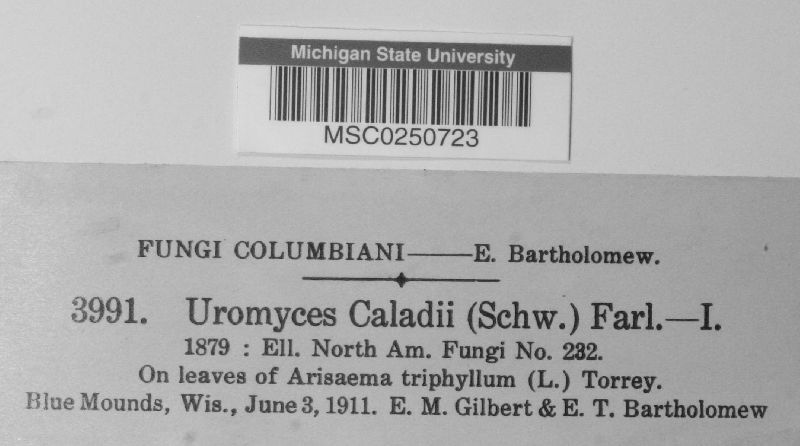 Michigan State University
MSC0250723
FUNGI COLUMBIANI——E. Bartholomew.
3991. Uromyces Caladii (Schw.) Farl.—I.
1879 : Ell. North Am. Fungi No. 232.
On leaves of Arisaema triphyllum (L.) Torrey.
Blue Mounds, Wis., June 3, 1911. E. M. Gilbert & E. T. Bartholomew